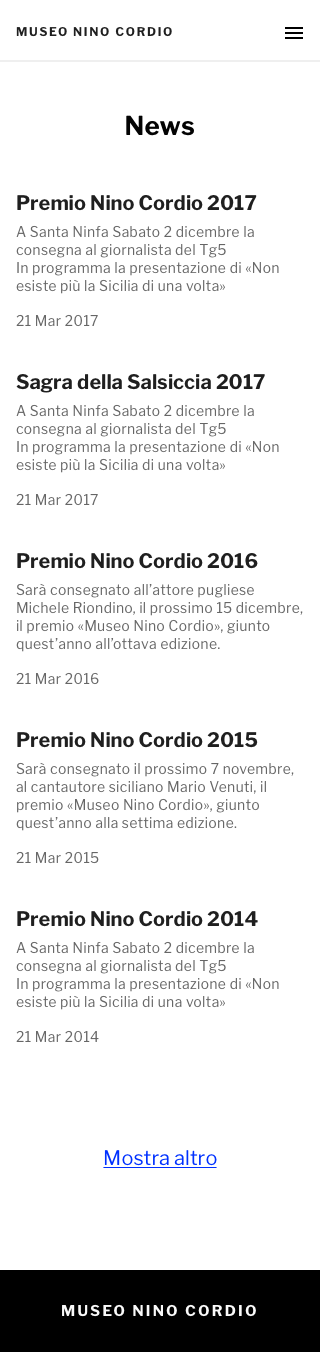 MUSEO NINO CORDIO
News
Premio Nino Cordio 2017
A Santa Ninfa Sabato 2 dicembre la
consegna al giornalista del Tg5
In programma la presentazione di «Non
esiste più la Sicilia di una volta»
21 Mar 2017
Sagra della Salsiccia 2017
A Santa Ninfa Sabato 2 dicembre la
consegna al giornalista del Tg5
In programma la presentazione di «Non
esiste più la Sicilia di una volta»
21 Mar 2017
Premio Nino Cordio 2016
Sarà consegnato all’attore pugliese
Michele Riondino, il prossimo 15 dicembre,
il premio «Museo Nino Cordio», giunto
quest’anno all’ottava edizione.
21 Mar 2016
Premio Nino Cordio 2015
Sarà consegnato il prossimo 7 novembre,
al cantautore siciliano Mario Venuti, il
premio «Museo Nino Cordio», giunto
quest’anno alla settima edizione.
21 Mar 2015
Premio Nino Cordio 2014
A Santa Ninfa Sabato 2 dicembre la
consegna al giornalista del Tg5
In programma la presentazione di «Non
esiste più la Sicilia di una volta»
21 Mar 2014
Mostra altro
MUSEO NINO CORDIO